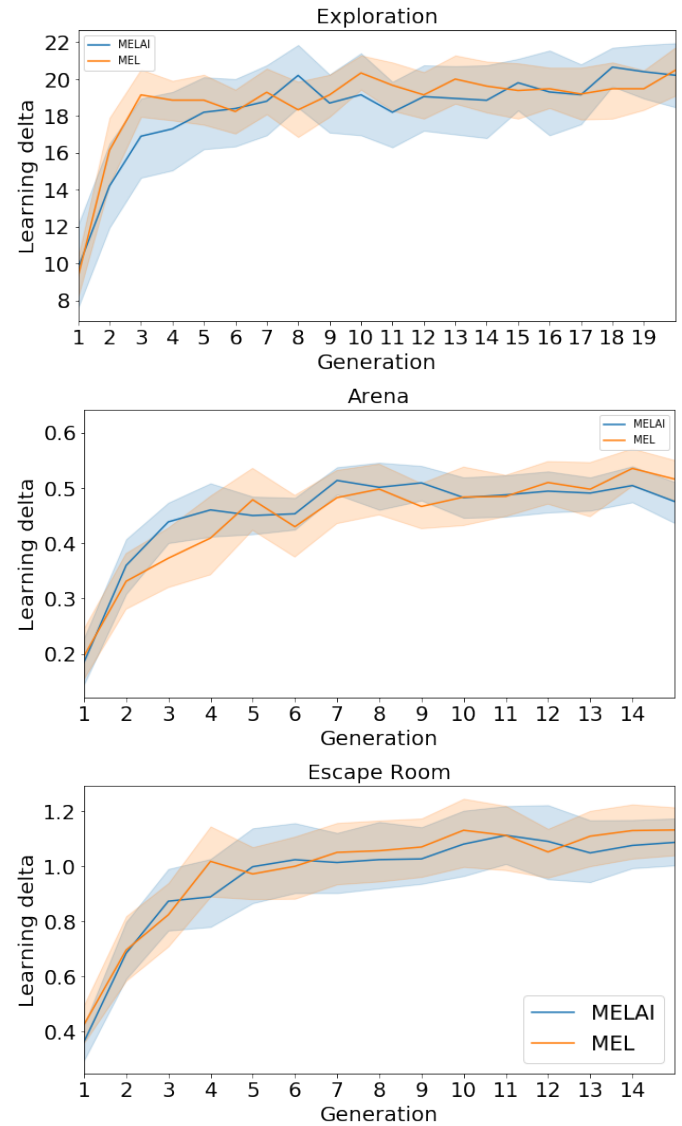 Exploration
MELAI
MEL
Learning delta
22
20
18
16
14
12
10
8
1 2 3 4 5 6 7 8 9 10 11 12 13 14 15 16 17 18 19
Generation
Arena
MELAI
MEL
Learning delta
0.6
0.5
0.4
0.3
0.2
1 2 3 4 5 6 7 8 9 10 11 12 13 14
Generation
Escape Room
Learning delta
1.2
1.0
0.8
0.6
0.4
MELAI
MEL
1 2 3 4 5 6 7 8 9 10 11 12 13 14
Generation